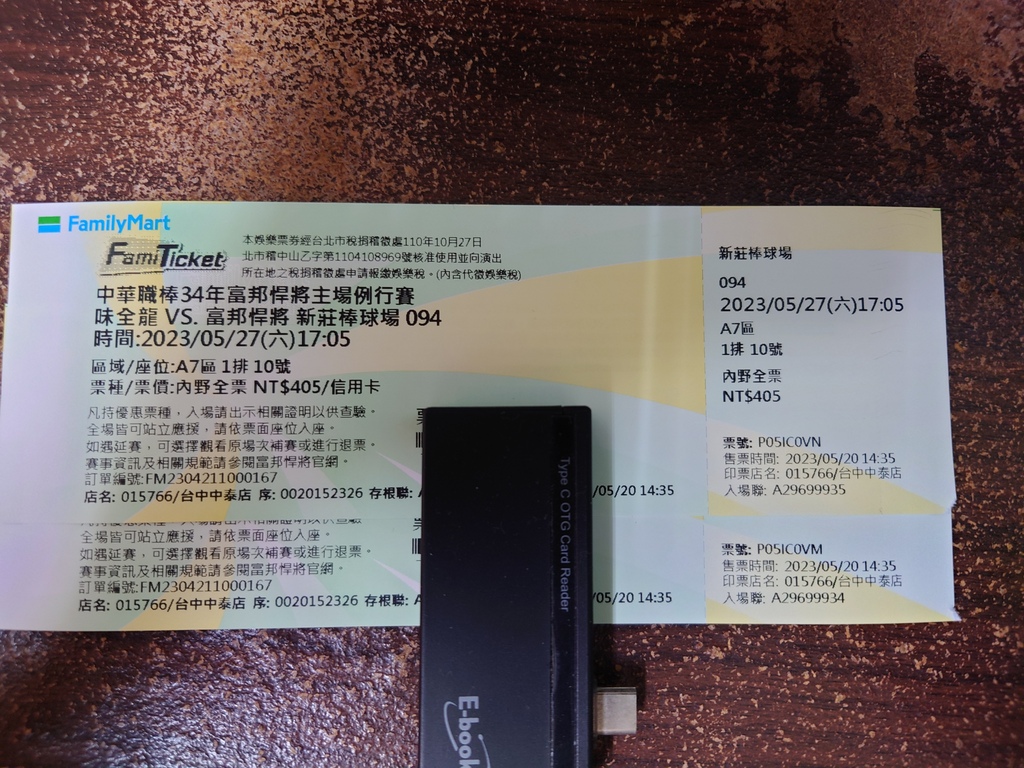 FamilyMart
FamiTicket
本娛樂票券經台北市稅捐稽徵處110年10月27日
北市稽中山乙字第1104108969號核准使用並向演出
所在地之稅捐稽徵處申請報繳娛樂稅。(內含代徵娛樂稅)
中華職棒34年富邦悍將主場例行賽
味全龍 VS. 富邦悍將 新莊棒球場 094
時間:2023/05/27(六)17:05
區域/座位:A7區 1排 10號
票種/票價:內野全票 NT$405/信用卡
凡持優惠票種，入場請出示相關證明以供查驗。
全場皆可站立應援，請依票面座位入座。
如遇延賽，可選擇觀看原場次補賽或進行退票。
賽事資訊及相關規範請參閱富邦悍將官網。
訂單編號:FM2304211000167
店名: 015766/台中中泰店 序: 0020152326 存根聯: A
/05/20 14:35
新莊棒球場
094
2023/05/27(六)17:05
A7區
1排 10號
內野全票
NT$405
票號: P05IC0VN
售票時間: 2023/05/20 14:35
印票店名: 015766/台中中泰店
入場聯: A29699935
凡持優惠票種，入場請出示相關證明以供查驗
全場皆可站立應援，請依票面座位入座。
如遇延賽，可選擇觀看原場次補賽或進行退票。
賽事資訊及相關規範請參閱富邦悍將官網。
訂單編號:FM2304211000167
店名: 015766/台中中泰店 序: 0020152326 存根聯: A
/05/20 14:35
票號: P05IC0VM
售票時間: 2023/05/20 14:35
印票店名: 015766/台中中泰店
入場聯: A29699934
Type C OTG Card Reader
E-book